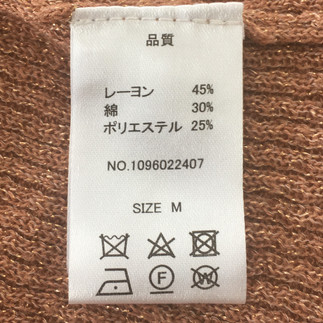 品質
レーヨン 45%
綿 30%
ポリエステル 25%
NO.1096022407
SIZE M
F W